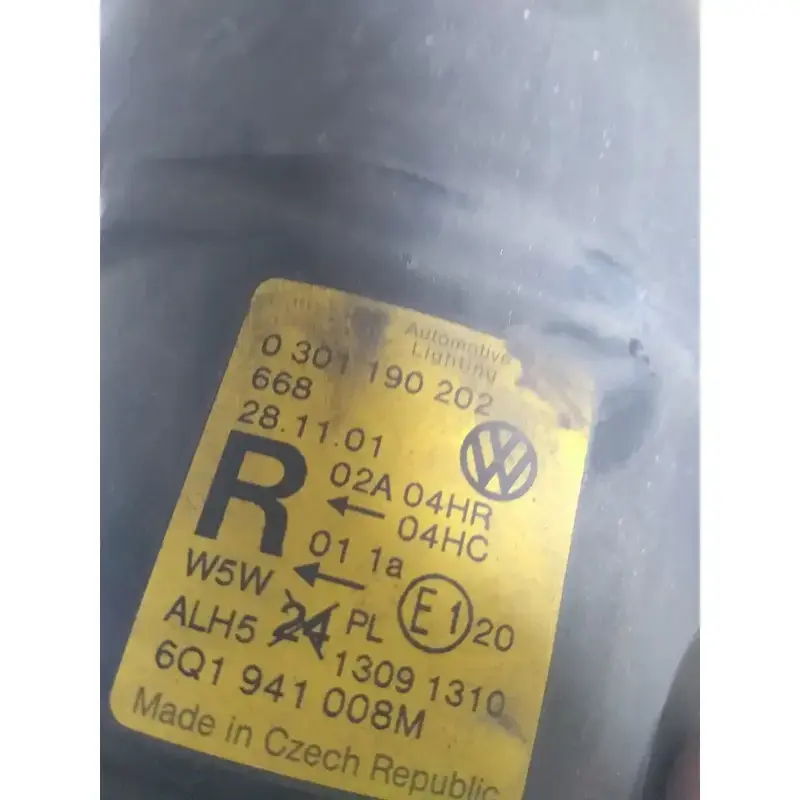 Automotive
Lighting
0 301 190 202
668
28.11.01
R
02A 04HR
← 04HC
01 1a
W5W ←
ALH5 24 PL E1 20
1309 1310
6Q1 941 008M
Made in Czech Republic